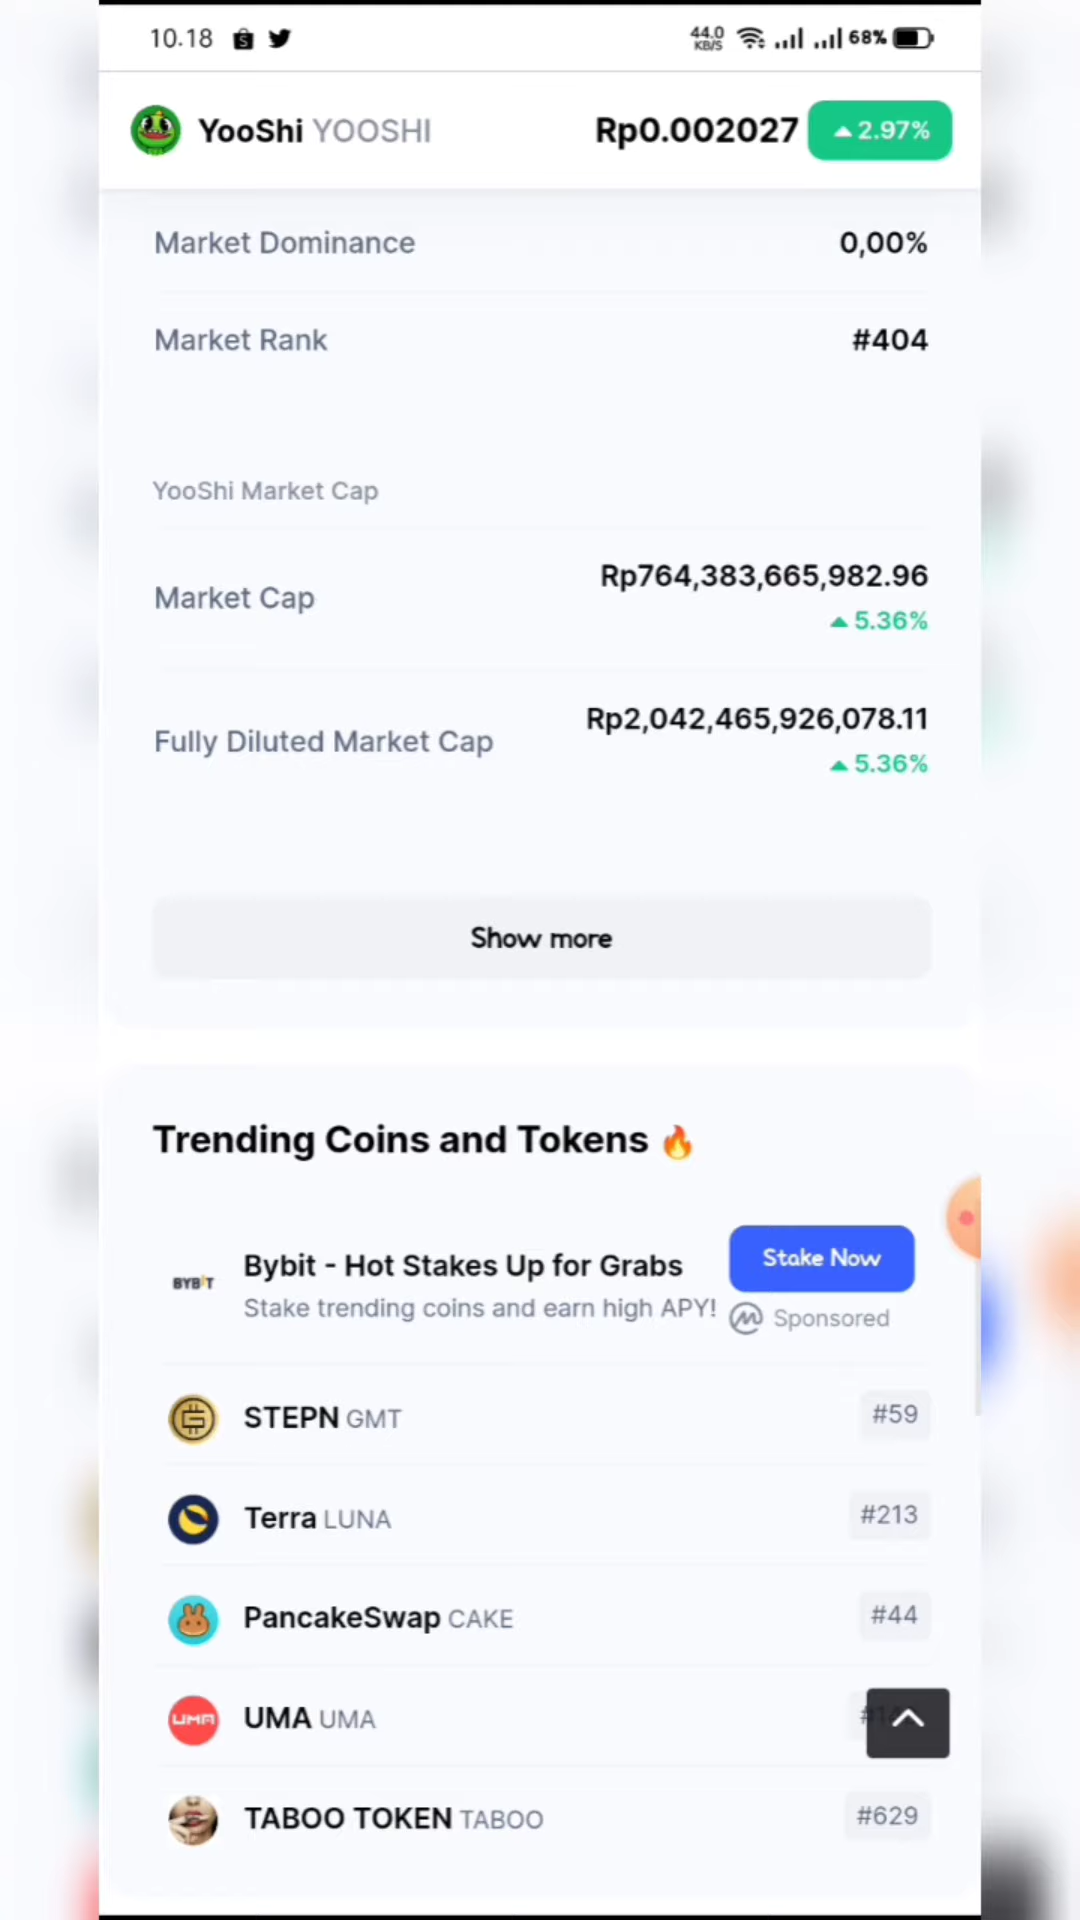 10.18 44.0 KB/S 68%
YooShi YOOSHI Rp0.002027 ▲2.97%
Market Dominance 0,00%
Market Rank #404
YooShi Market Cap
Market Cap Rp764,383,665,982.96
▲5.36%
Fully Diluted Market Cap Rp2,042,465,926,078.11
▲5.36%
Show more
Trending Coins and Tokens 🔥
BYBIT Bybit - Hot Stakes Up for Grabs Stake Now
Stake trending coins and earn high APY! Sponsored
STEPN GMT #59
Terra LUNA #213
PancakeSwap CAKE #44
UMA UMA UMA
TABOO TOKEN TABOO #629